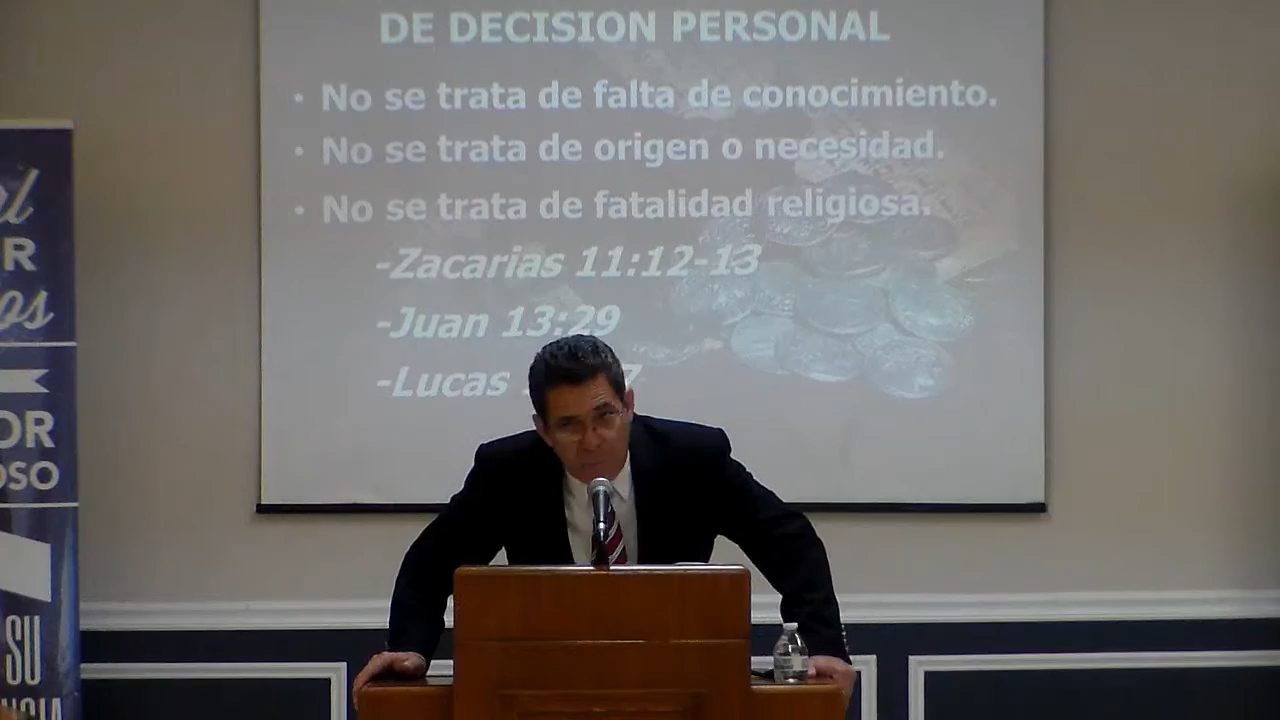 DE DECISION PERSONAL
• No se trata de falta de conocimiento.
• No se trata de origen o necesidad.
• No se trata de fatalidad religiosa.
-Zacarias 11:12-13
-Juan 13:29
-Lucas
SU